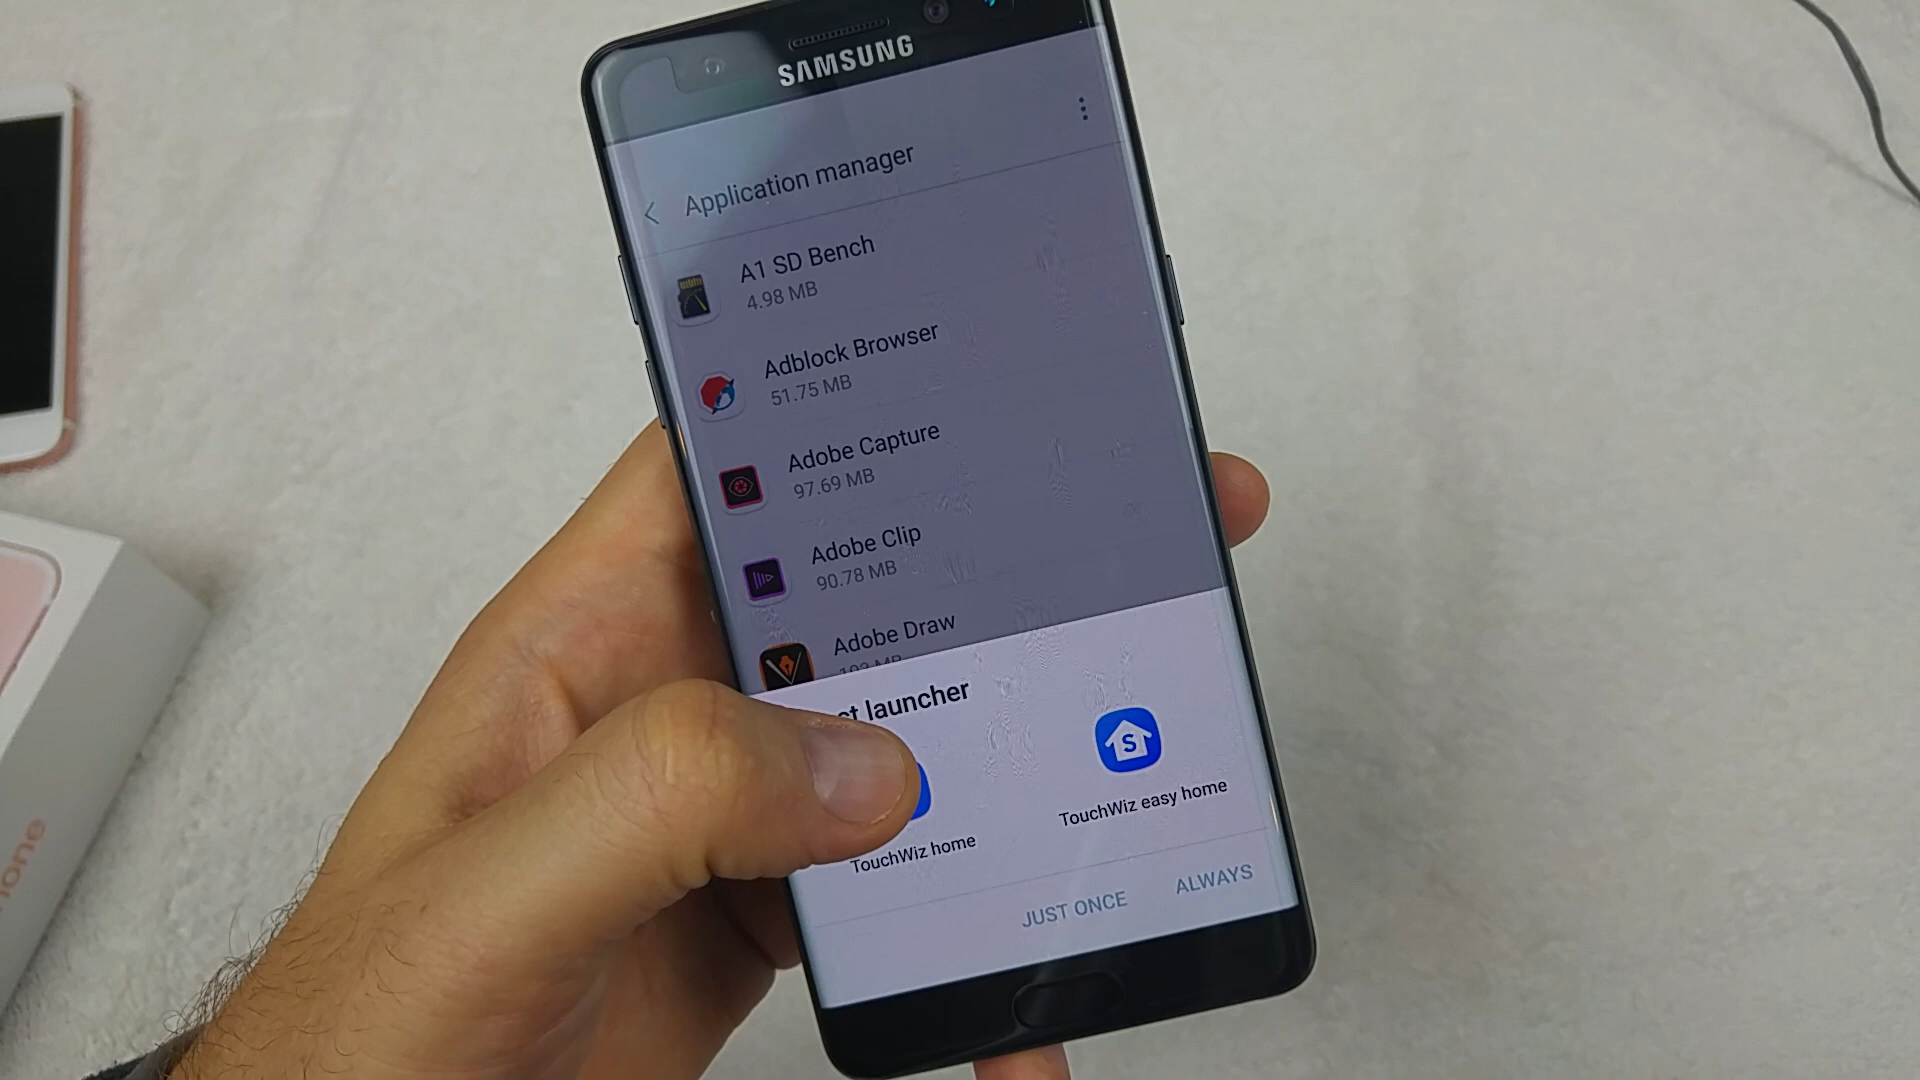 SAMSUNG
Application manager
A1 SD Bench
4.98 MB
Adblock Browser
51.75 MB
Adobe Capture
97.69 MB
Adobe Clip
90.78 MB
Adobe Draw
launcher
S
TouchWiz home
TouchWiz easy home
JUST ONCE
ALWAYS